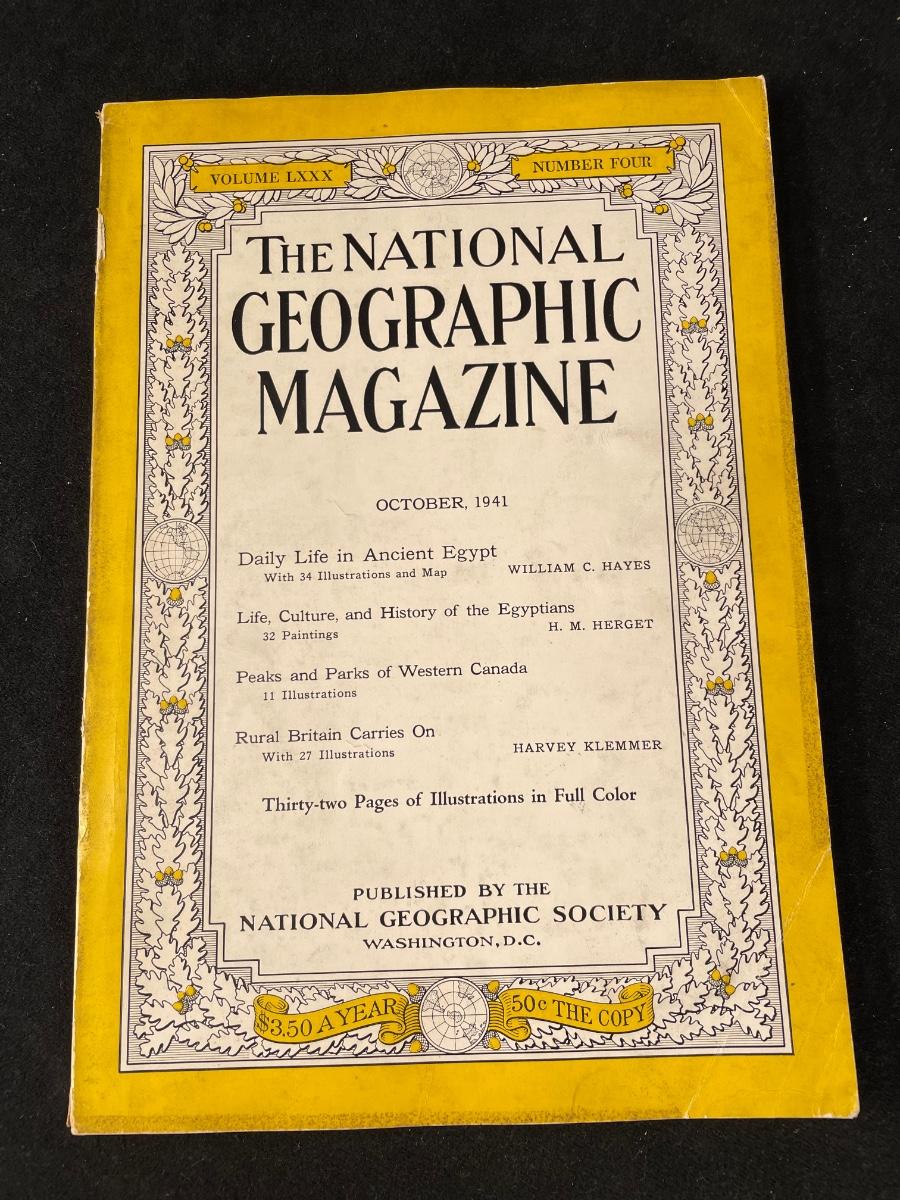 VOLUME LXXX
NUMBER FOUR
THE NATIONAL
GEOGRAPHIC
MAGAZINE
OCTOBER, 1941
Daily Life in Ancient Egypt
With 34 Illustrations and Map WILLIAM C. HAYES
Life, Culture, and History of the Egyptians
32 Paintings H. M. HERGET
Peaks and Parks of Western Canada
11 Illustrations
Rural Britain Carries On
With 27 Illustrations HARVEY KLEMMER
Thirty-two Pages of Illustrations in Full Color
PUBLISHED BY THE
NATIONAL GEOGRAPHIC SOCIETY
WASHINGTON, D.C.
$3.50 A YEAR
50c THE COPY